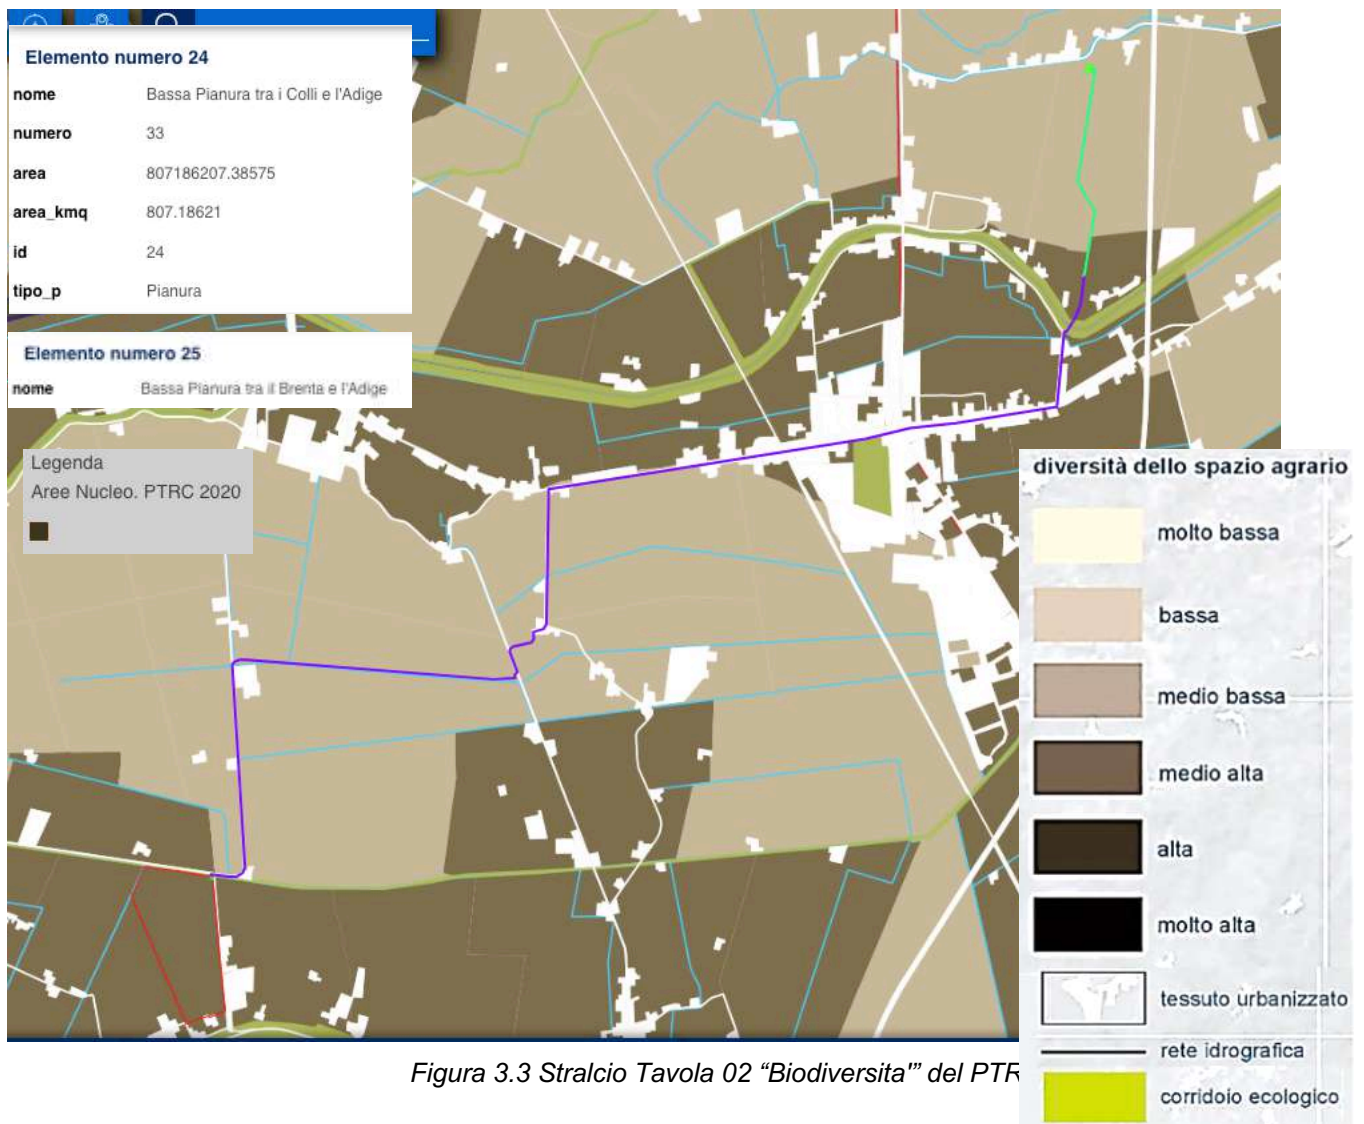 Elemento numero 24
nome Bassa Pianura tra i Colli e l'Adige
numero 33
area 807186207.38575
area_kmq 807.18621
id 24
tipo_p Pianura
Elemento numero 25
nome Bassa Pianura tra il Brenta e l'Adige
Legenda
Aree Nucleo. PTRC 2020
diversità dello spazio agrario
molto bassa
bassa
medio bassa
medio alta
alta
molto alta
tessuto urbanizzato
rete idrografica
corridoio ecologico
Figura 3.3 Stralcio Tavola 02 “Biodiversita'” del PTR